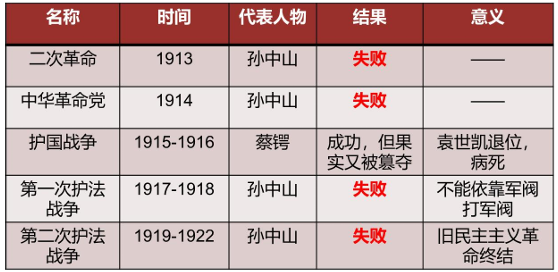 名称 时间 代表人物 结果 意义
二次革命 1913 孙中山 失败 ——
中华革命党 1914 孙中山 失败 ——
护国战争 1915-1916 蔡锷 成功，但果 袁世凯退位，
实又被篡夺 病死
第一次护法 1917-1918 孙中山 失败 不能依靠军阀
战争 打军阀
第二次护法 1919-1922 孙中山 失败 旧民主主义革
战争 命终结